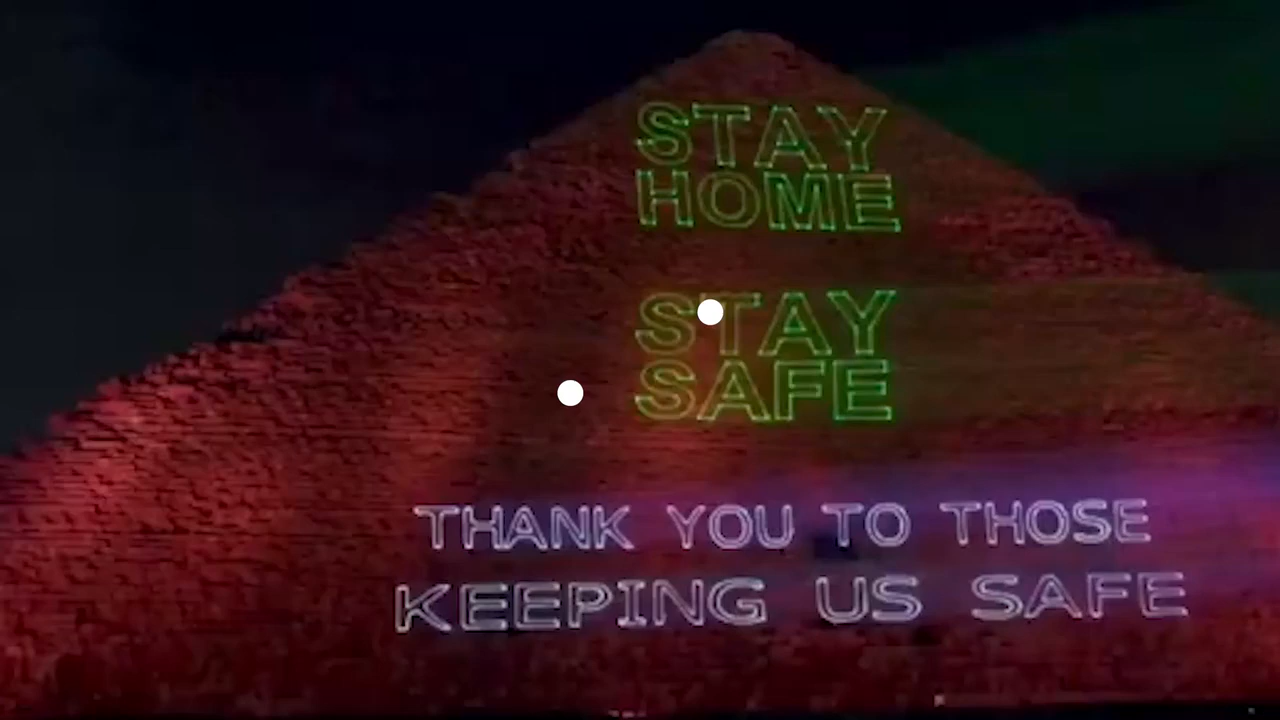 STAY
HOME
STAY
SAFE
THANK YOU TO THOSE
KEEPING US SAFE